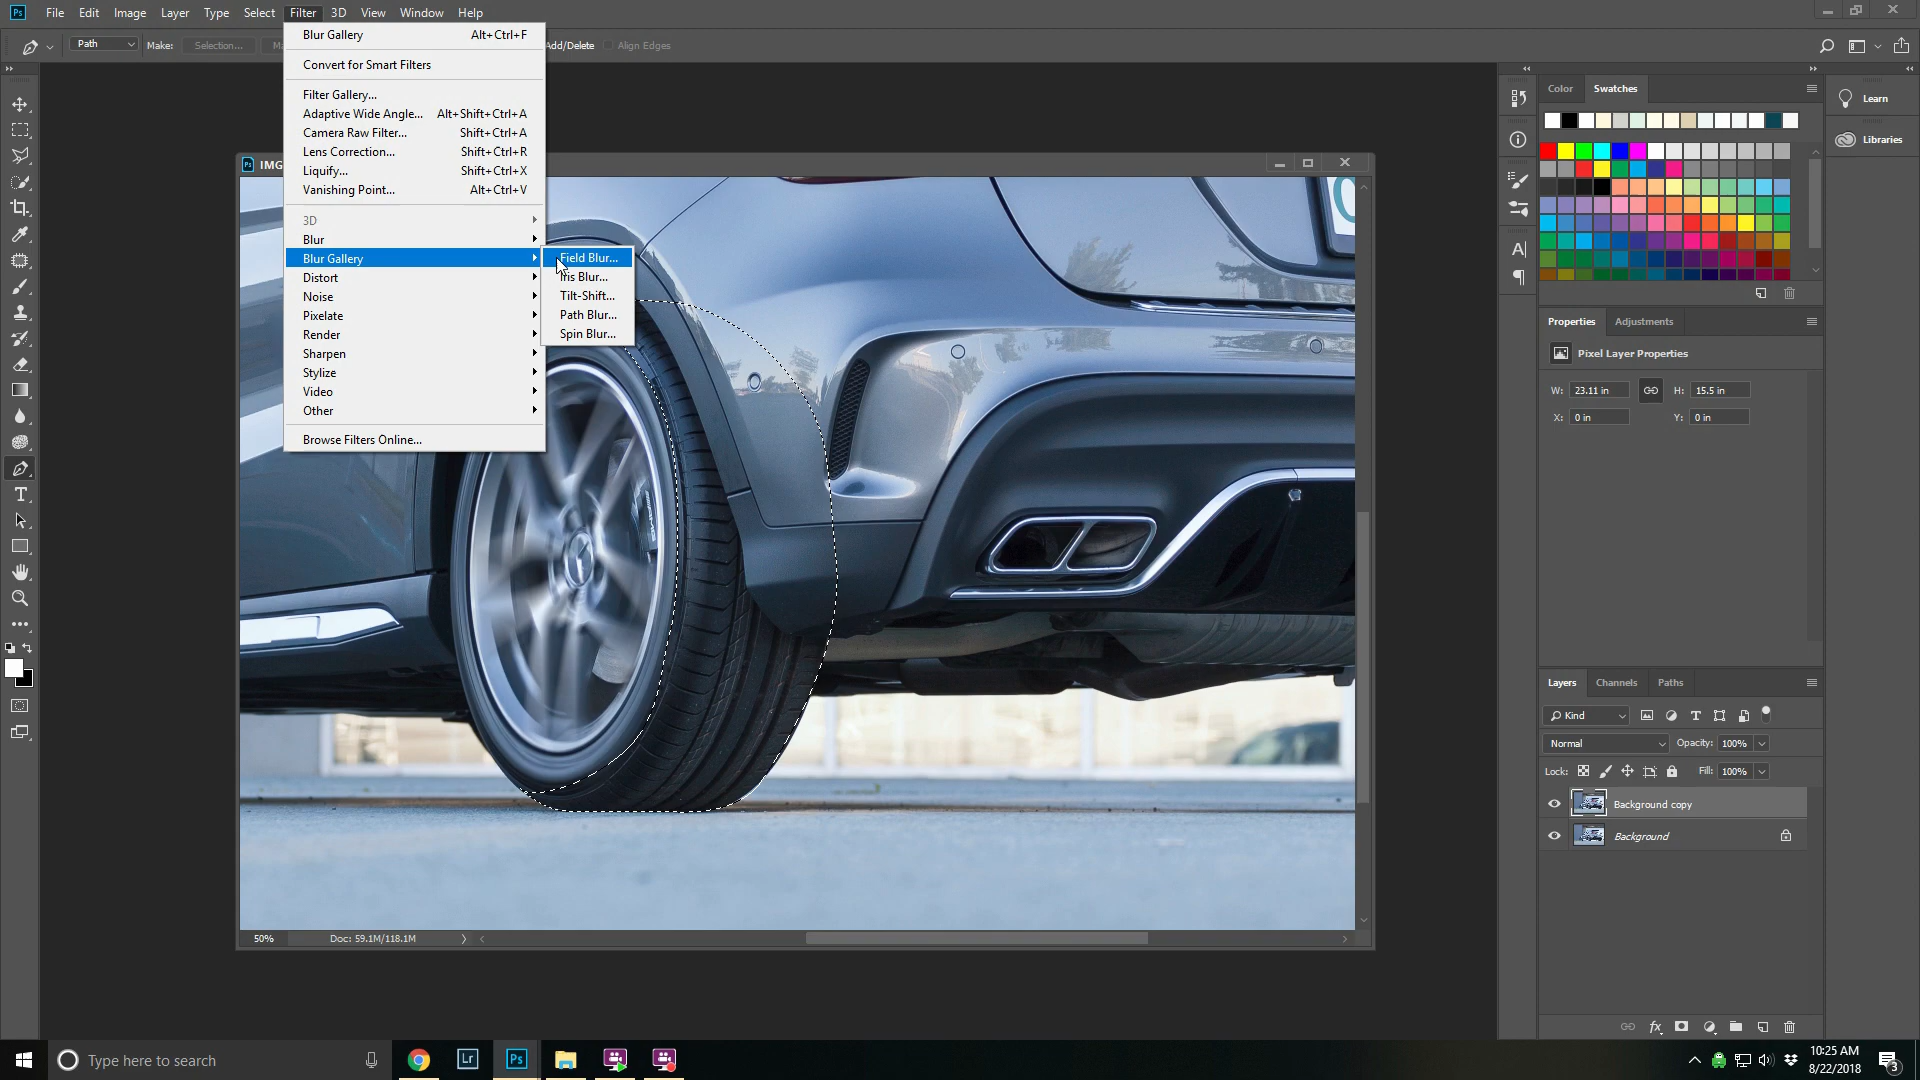 Ps File Edit Image Layer Type Select Filter 3D View Window Help
Path Make: Selection... Add/Delete Align Edges
Blur Gallery Alt+Ctrl+F
Convert for Smart Filters
Filter Gallery...
Adaptive Wide Angle... Alt+Shift+Ctrl+A
Camera Raw Filter... Shift+Ctrl+A
Lens Correction... Shift+Ctrl+R
Liquify... Shift+Ctrl+X
Vanishing Point... Alt+Ctrl+V
3D
Blur
Blur Gallery
Distort
Noise
Pixelate
Render
Sharpen
Stylize
Video
Other
Browse Filters Online...
Field Blur...
Iris Blur...
Tilt-Shift...
Path Blur...
Spin Blur...
Ps IMG
50% Doc: 59.1M/118.1M
Color Swatches
Learn
Libraries
Properties Adjustments
Pixel Layer Properties
W: 23.11 in H: 15.5 in
X: 0 in Y: 0 in
Layers Channels Paths
Kind
Normal Opacity: 100%
Lock: Fill: 100%
Background copy
Background
Type here to search
Lr Ps
10:25 AM
8/22/2018
3